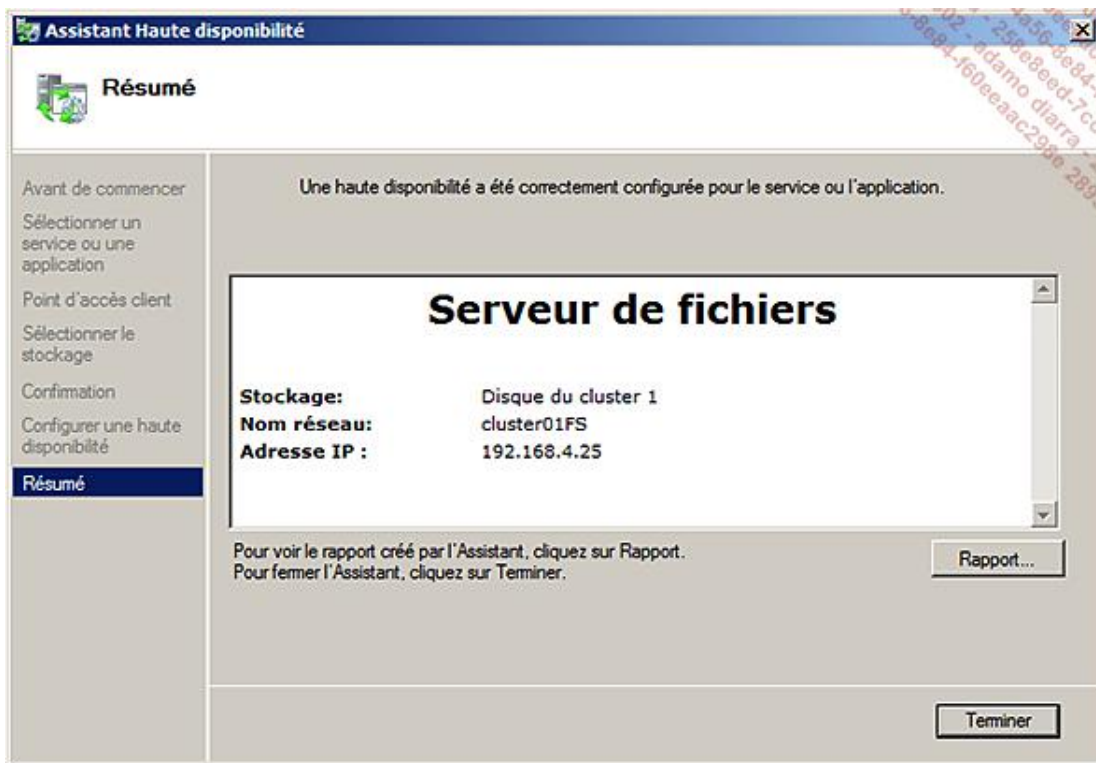 Assistant Haute disponibilité
Résumé
Avant de commencer
Sélectionner un
service ou une
application
Point d'accès client
Sélectionner le
stockage
Confirmation
Configurer une haute
disponibilité
Résumé
Une haute disponibilité a été correctement configurée pour le service ou l'application.
Serveur de fichiers
Stockage: Disque du cluster 1
Nom réseau: cluster01FS
Adresse IP : 192.168.4.25
Pour voir le rapport créé par l'Assistant, cliquez sur Rapport.
Pour fermer l'Assistant, cliquez sur Terminer.
Rapport...
Terminer
adamo diarra